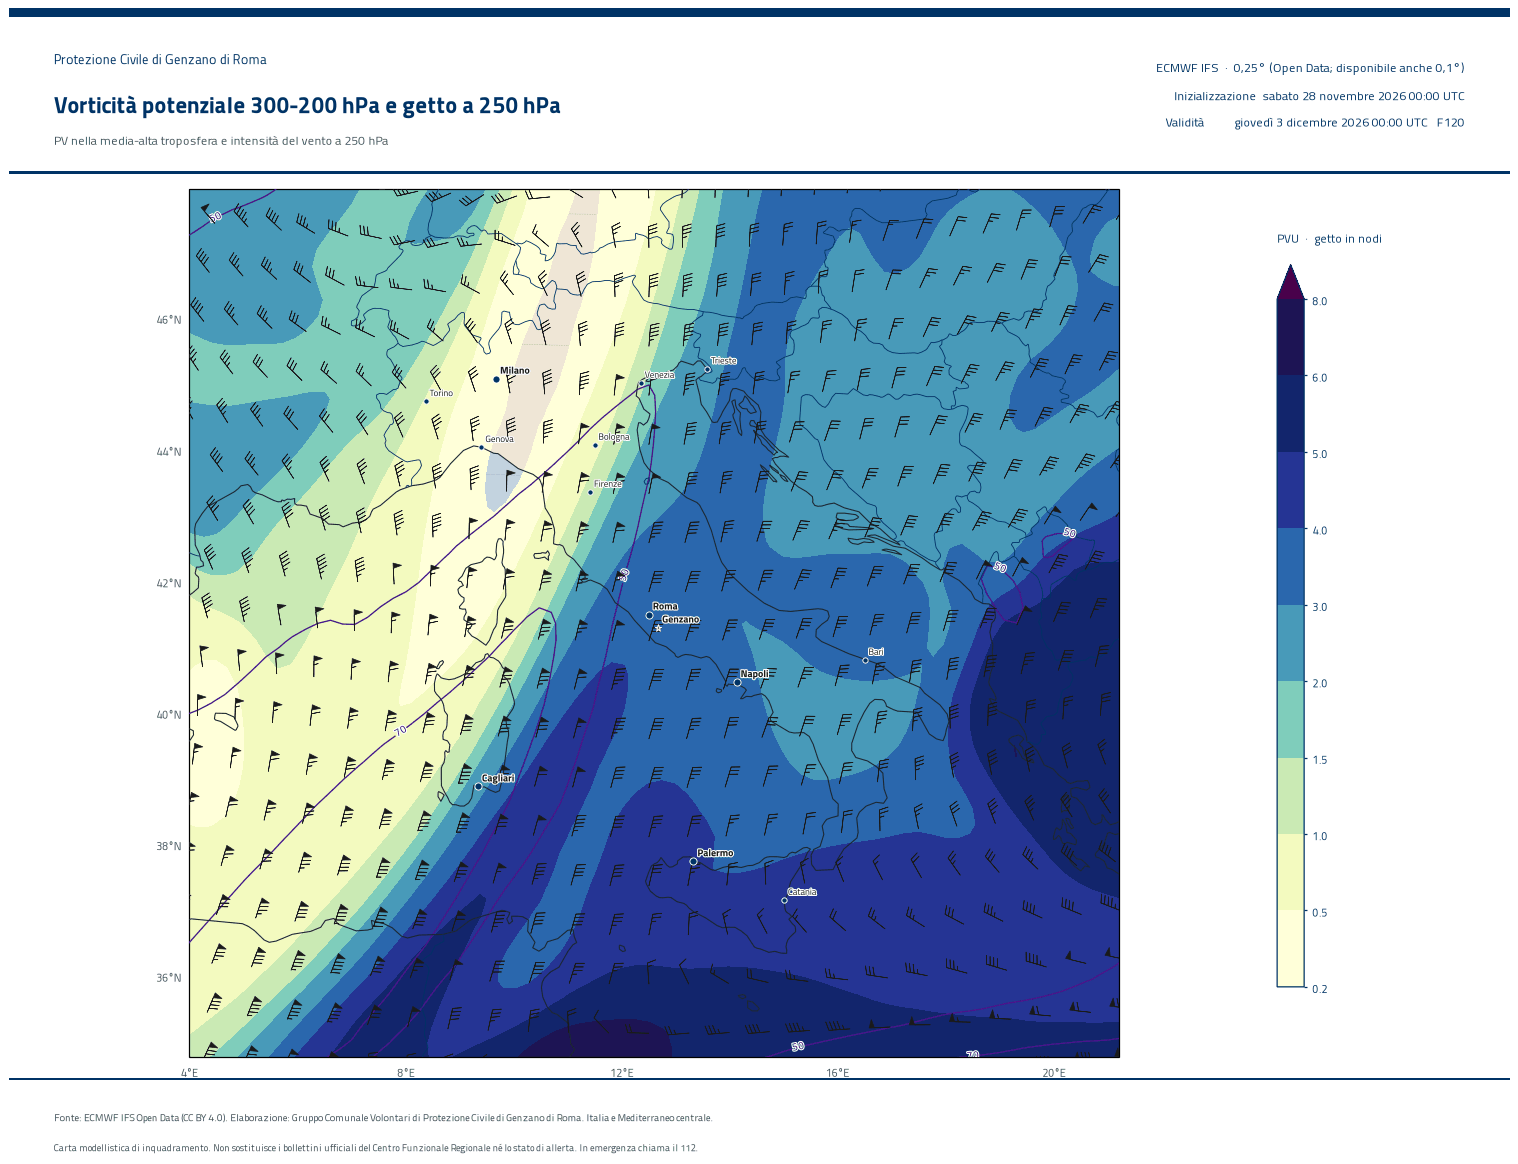 Protezione Civile di Genzano di Roma
Vorticità potenziale 300-200 hPa e getto a 250 hPa
PV nella media-alta troposfera e intensità del vento a 250 hPa
ECMWF IFS · 0,25° (Open Data; disponibile anche 0,1°)
Inizializzazione sabato 28 novembre 2026 00:00 UTC
Validità giovedì 3 dicembre 2026 00:00 UTC F120
PVU · getto in nodi
8.0
6.0
5.0
4.0
3.0
2.0
1.5
1.0
0.5
0.2
46°N
44°N
42°N
40°N
38°N
36°N
4°E
8°E
12°E
16°E
20°E
50
Trieste
Milano
Venezia
Torino
Genova
Bologna
Firenze
50
50
50
Roma
Genzano
Bari
Napoli
70
Cagliari
Palermo
Catania
50
70
Fonte: ECMWF IFS Open Data (CC BY 4.0). Elaborazione: Gruppo Comunale Volontari di Protezione Civile di Genzano di Roma. Italia e Mediterraneo centrale.
Carta modellistica di inquadramento. Non sostituisce i bollettini ufficiali del Centro Funzionale Regionale né lo stato di allerta. In emergenza chiama il 112.